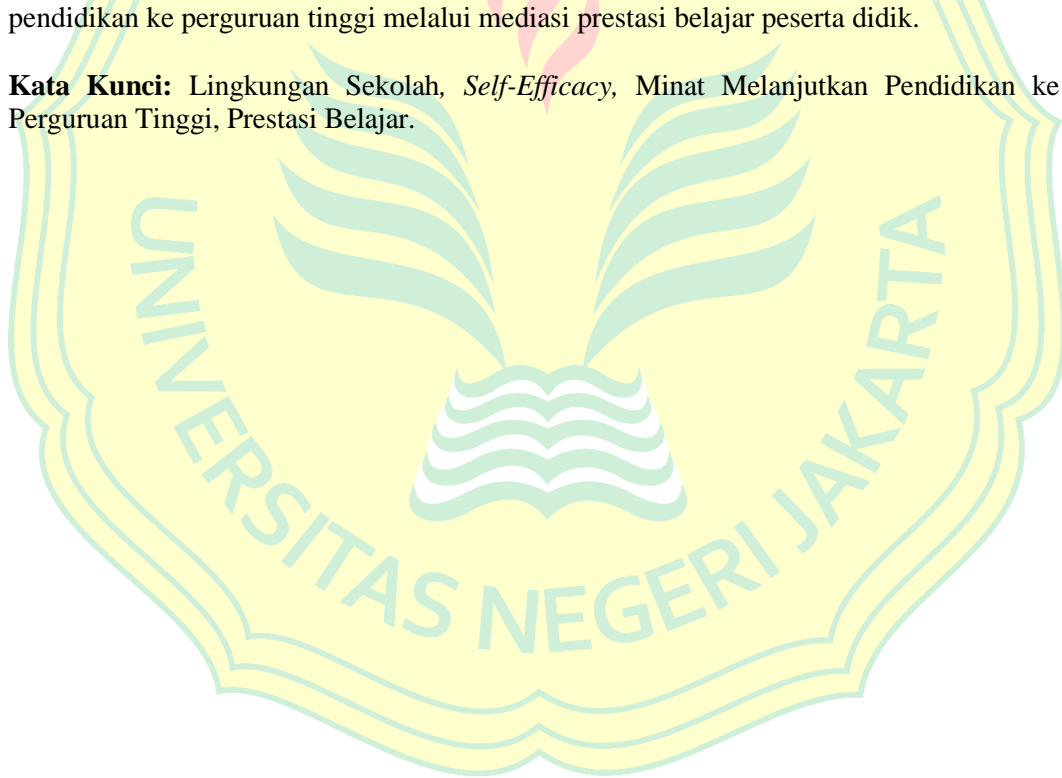 pendidikan ke perguruan tinggi melalui mediasi prestasi belajar peserta didik.
Kata Kunci: Lingkungan Sekolah, Self-Efficacy, Minat Melanjutkan Pendidikan ke
Perguruan Tinggi, Prestasi Belajar.
UNIVERSITAS NEGERI JAKARTA